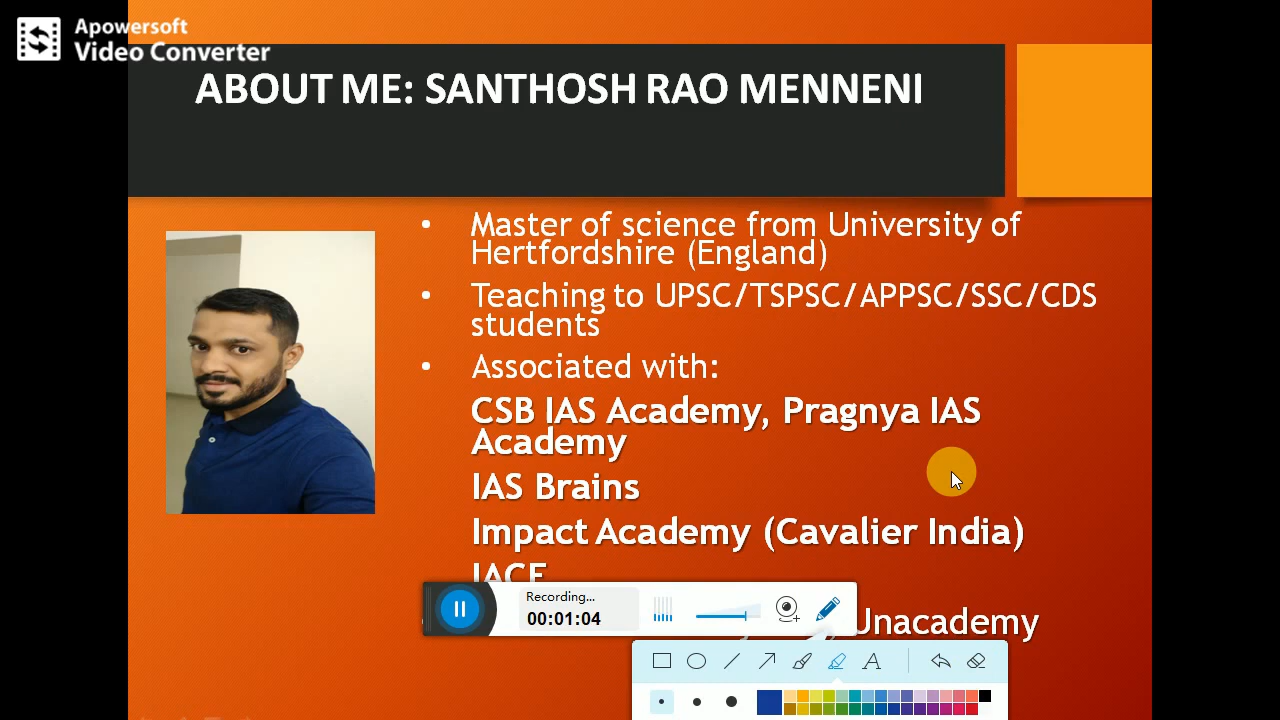 Apowersoft
Video Converter
ABOUT ME: SANTHOSH RAO MENNENI
• Master of science from University of
Hertfordshire (England)
• Teaching to UPSC/TSPSC/APPSC/SSC/CDS
students
• Associated with:
CSB IAS Academy, Pragnya IAS
Academy
IAS Brains
Impact Academy (Cavalier India)
IACE
Unacademy
Recording...
00:01:04
A